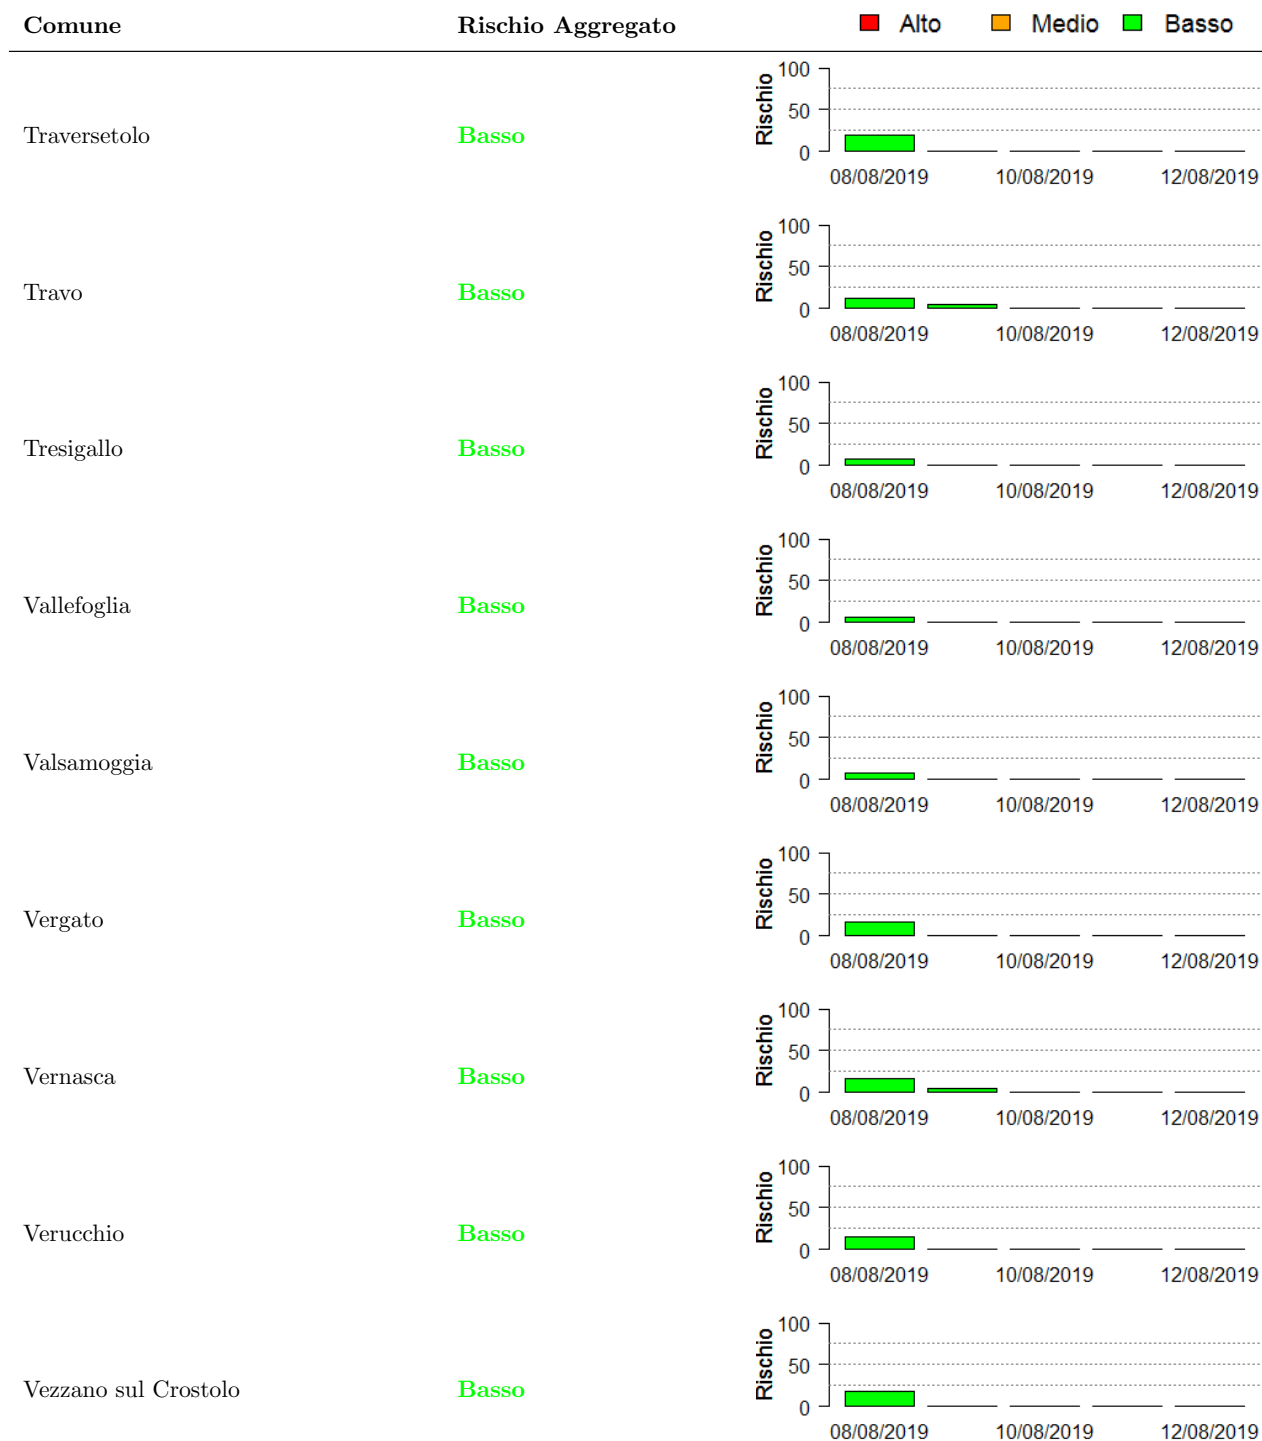 Comune Rischio Aggregato Alto Medio Basso
100
Rischio
50
Traversetolo Basso
0
08/08/2019 10/08/2019 12/08/2019
100
Rischio
50
Travo Basso
0
08/08/2019 10/08/2019 12/08/2019
100
Rischio
50
Tresigallo Basso
0
08/08/2019 10/08/2019 12/08/2019
100
Rischio
50
Vallefoglia Basso
0
08/08/2019 10/08/2019 12/08/2019
100
Rischio
50
Valsamoggia Basso
0
08/08/2019 10/08/2019 12/08/2019
100
Rischio
50
Vergato Basso
0
08/08/2019 10/08/2019 12/08/2019
100
Rischio
50
Vernasca Basso
0
08/08/2019 10/08/2019 12/08/2019
100
Rischio
50
Verucchio Basso
0
08/08/2019 10/08/2019 12/08/2019
100
Rischio
50
Vezzano sul Crostolo Basso
0
08/08/2019 10/08/2019 12/08/2019